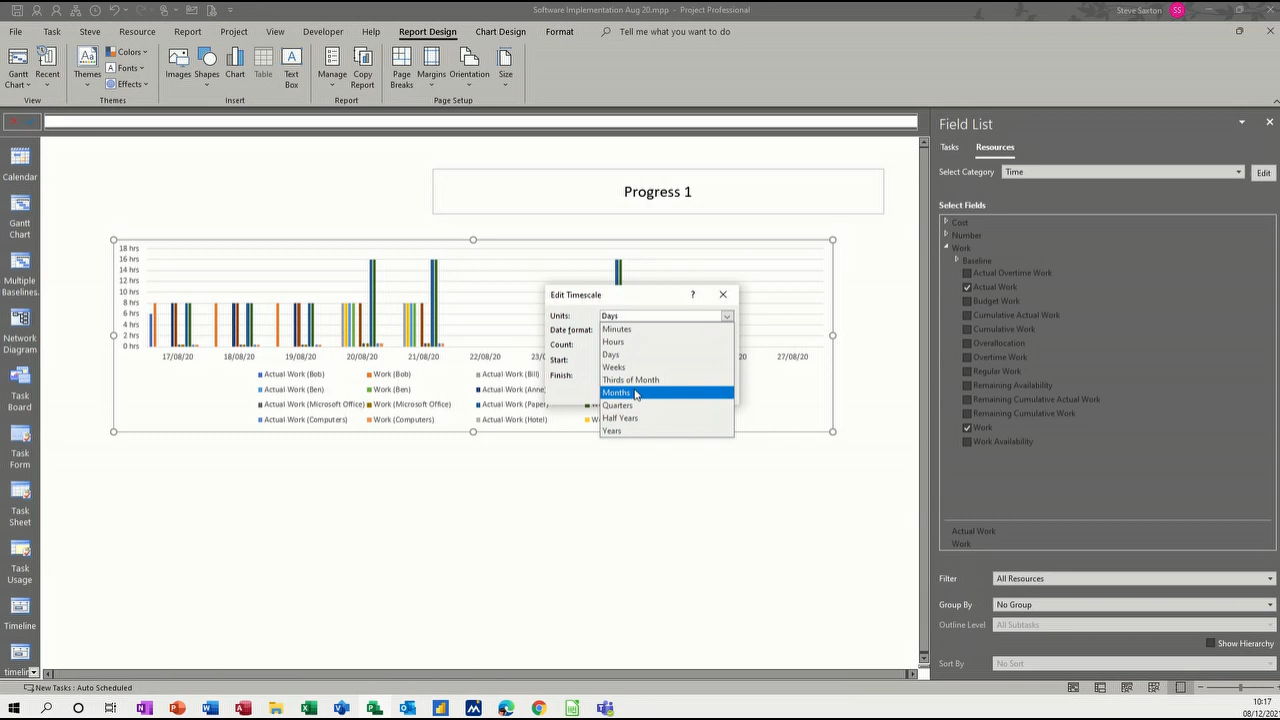 Software Implementation Aug 20.mpp - Project Professional
Steve Saxton
SS
File Task Steve Resource Report Project View Developer Help Report Design Chart Design Format Tell me what you want to do
Gantt Chart
Recent
Themes
Colors
Fonts
Effects
Images
Shapes
Chart
Table
Text Box
Manage
Copy Report
Page Breaks
Margins
Orientation
Size
View
Themes
Insert
Report
Page Setup
Calendar
Gantt Chart
Multiple Baselines.
Network Diagram
Task Board
Task Form
Task Sheet
Task Usage
Timeline
timelin
Progress 1
18 hrs
16 hrs
14 hrs
12 hrs
10 hrs
8 hrs
6 hrs
4 hrs
2 hrs
0 hrs
17/08/20 18/08/20 19/08/20 20/08/20 21/08/20 22/08/20 23 20 27/08/20
Actual Work (Bob) Work (Bob) Actual Work (Bill)
Actual Work (Ben) Work (Ben) Actual Work (Anne)
Actual Work (Microsoft Office) Work (Microsoft Office) Actual Work (Paper)
Actual Work (Computers) Work (Computers) Actual Work (Hotel)
Edit Timescale ?
Units: Days
Date format:
Count:
Start:
Finish:
Minutes
Hours
Days
Weeks
Thirds of Month
Months
Quarters
Half Years
Years
Field List
Tasks Resources
Select Category Time Edit
Select Fields
Cost
Number
Work
Baseline
Actual Overtime Work
Actual Work
Budget Work
Cumulative Actual Work
Cumulative Work
Overallocation
Overtime Work
Regular Work
Remaining Availability
Remaining Cumulative Actual Work
Remaining Cumulative Work
Work
Work Availability
Actual Work
Work
Filter All Resources
Group By No Group
Outline Level All Subtasks
Show Hierarchy
Sort By No Sort
New Tasks : Auto Scheduled
10:17
08/12/202